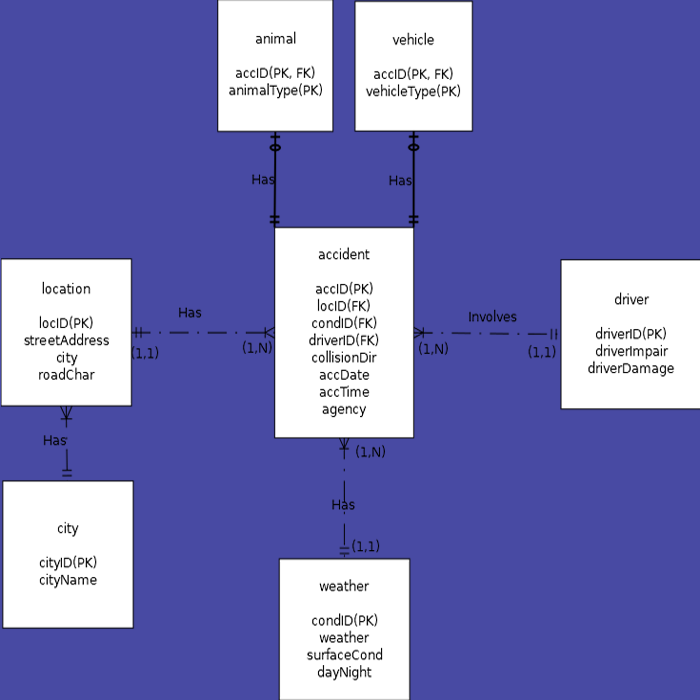 animal
accID(PK, FK)
animalType(PK)
vehicle
accID(PK, FK)
vehicleType(PK)
Has
Has
location
locID(PK)
streetAddress
city
roadChar
Has
(1,1)
(1,N)
accident
accID(PK)
locID(FK)
condID(FK)
driverID(FK)
collisionDir
accDate
accTime
agency
Involves
(1,N)
(1,1)
driver
driverID(PK)
driverImpair
driverDamage
Has
(1,N)
Has
(1,1)
city
cityID(PK)
cityName
weather
condID(PK)
weather
surfaceCond
dayNight